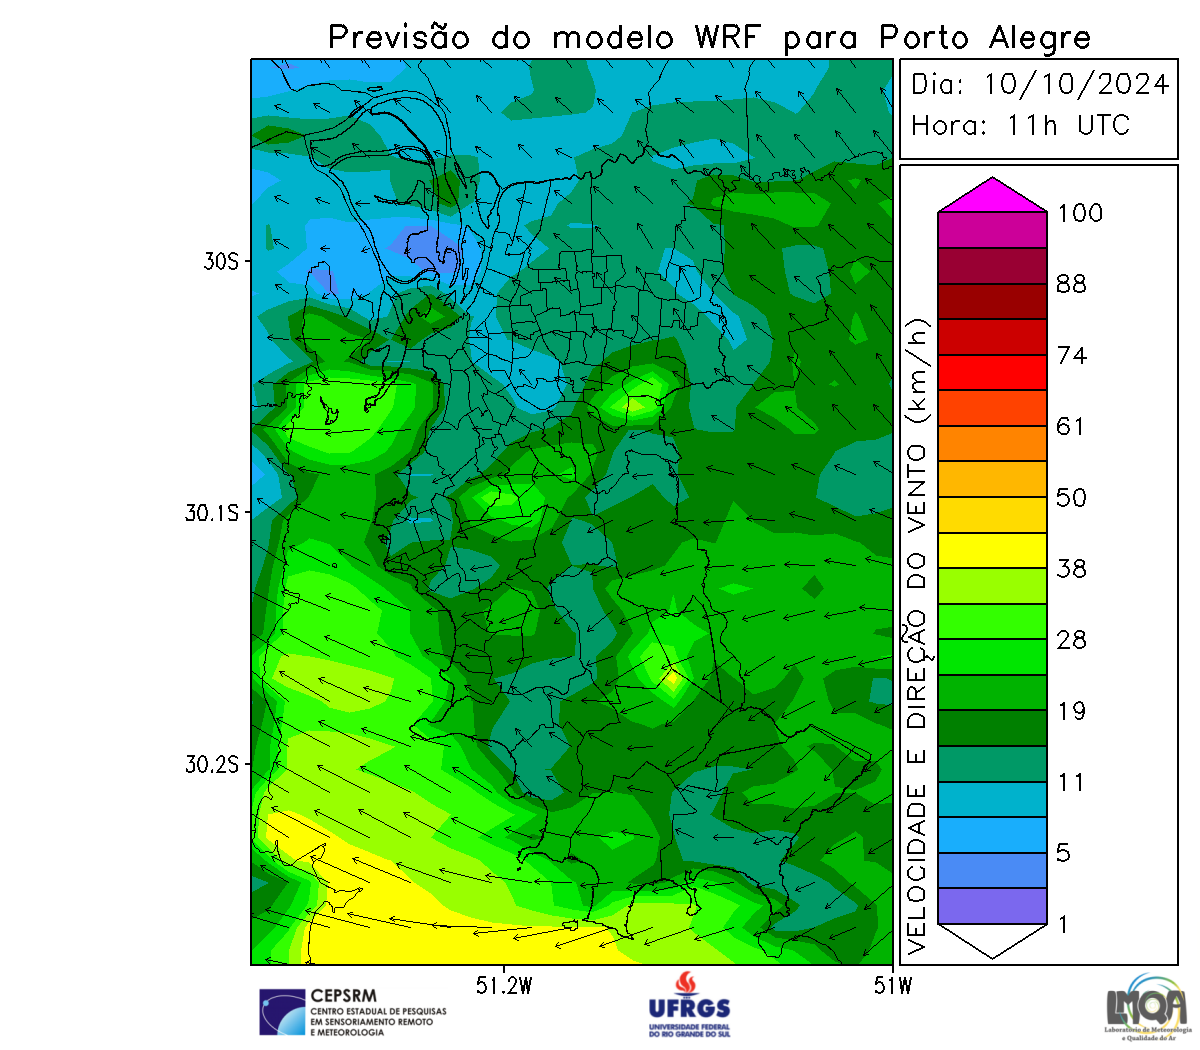 Previsão do modelo WRF para Porto Alegre
Dia: 10/10/2024
Hora: 11h UTC
30S
30.1S
30.2S
51.2W
51W
VELOCIDADE E DIREÇÃO DO VENTO (km/h)
100
88
74
61
50
38
28
19
11
5
1
CEPSRM
CENTRO ESTADUAL DE PESQUISAS
EM SENSORIAMENTO REMOTO
E METEOROLOGIA
UFRGS
UNIVERSIDADE FEDERAL
DO RIO GRANDE DO SUL
LMQA
Laboratório de Meteorologia
e Qualidade do Ar